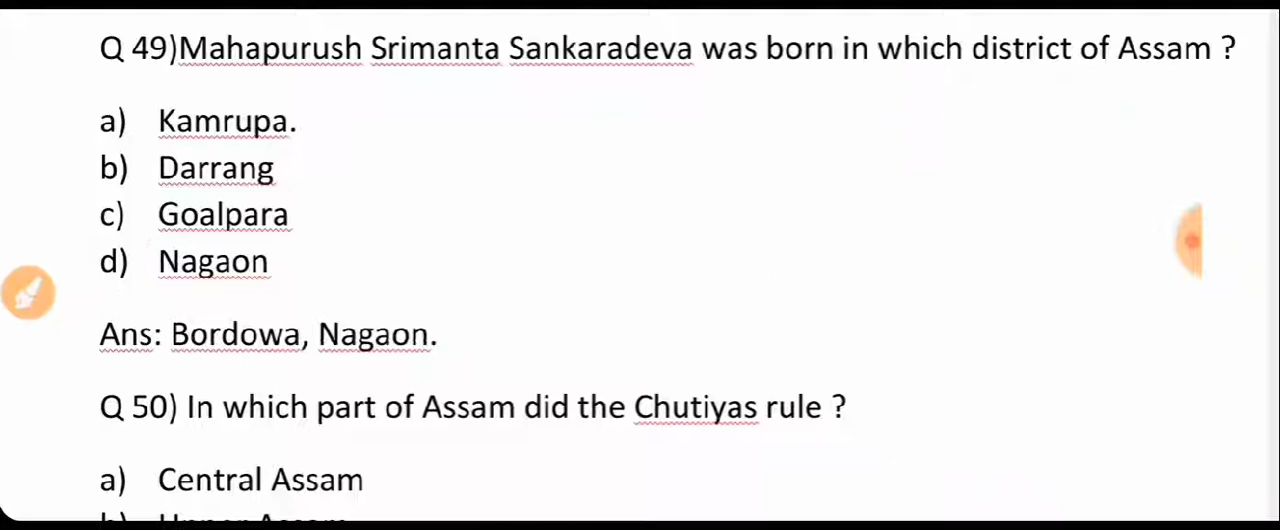 Q 49)Mahapurush Srimanta Sankaradeva was born in which district of Assam ?
a) Kamrupa.
b) Darrang
c) Goalpara
d) Nagaon
Ans: Bordowa, Nagaon.
Q 50) In which part of Assam did the Chutiyas rule ?
a) Central Assam